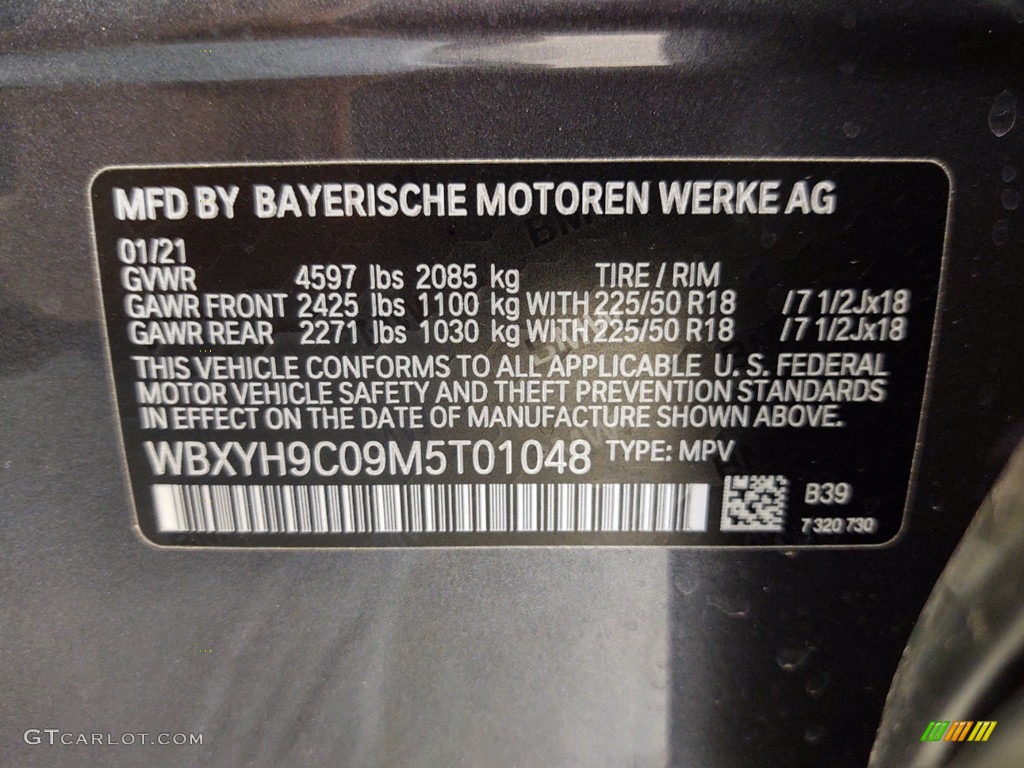 MFD BY BAYERISCHE MOTOREN WERKE AG
01/21
GVWR 4597 lbs 2085 kg TIRE / RIM
GAWR FRONT 2425 lbs 1100 kg WITH 225/50 R18 /7 1/2Jx18
GAWR REAR 2271 lbs 1030 kg WITH 225/50 R18 /7 1/2Jx18
THIS VEHICLE CONFORMS TO ALL APPLICABLE U. S. FEDERAL
MOTOR VEHICLE SAFETY AND THEFT PREVENTION STANDARDS
IN EFFECT ON THE DATE OF MANUFACTURE SHOWN ABOVE.
WBXYH9C09M5T01048 TYPE: MPV
B39
7 320 730
GTCARLOT.COM